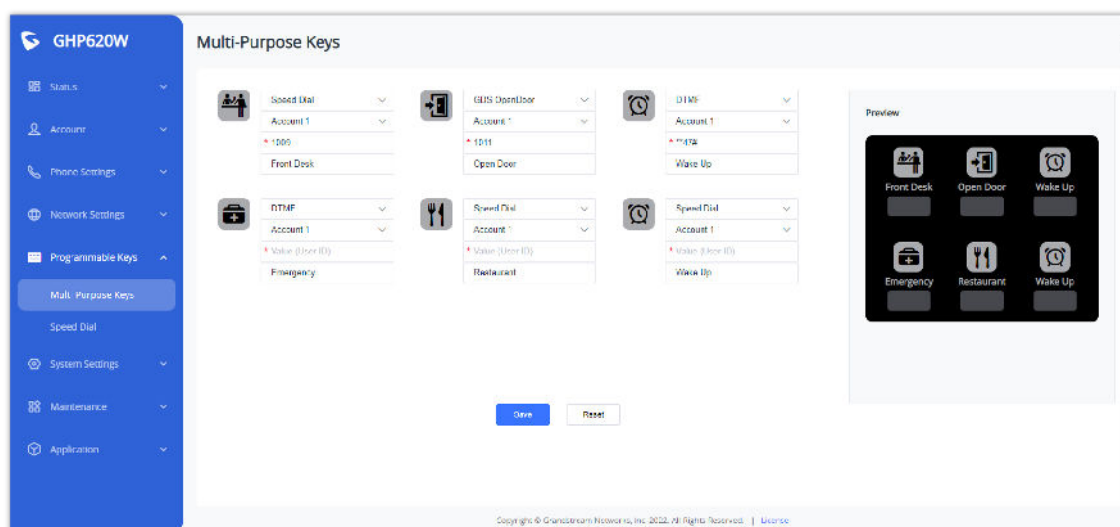 GHP620W
Multi-Purpose Keys
Status
Account
Phone Settings
Network Settings
Programmable Keys
Multi-Purpose Keys
Speed Dial
System Settings
Maintenance
Application
Speed Dial
Account 1
* 1009
Front Desk
GDS OpenDoor
Account 1
* 1011
Open Door
DTMF
Account 1
* **47#
Wake Up
DTMF
Account 1
* Value (User ID)
Emergency
Speed Dial
Account 1
* Value (User ID)
Restaurant
Speed Dial
Account 1
* Value (User ID)
Wake Up
Preview
Front Desk Open Door Wake Up
Emergency Restaurant Wake Up
Save Reset
Copyright © Grandstream Networks, Inc. 2022. All Rights Reserved. | License